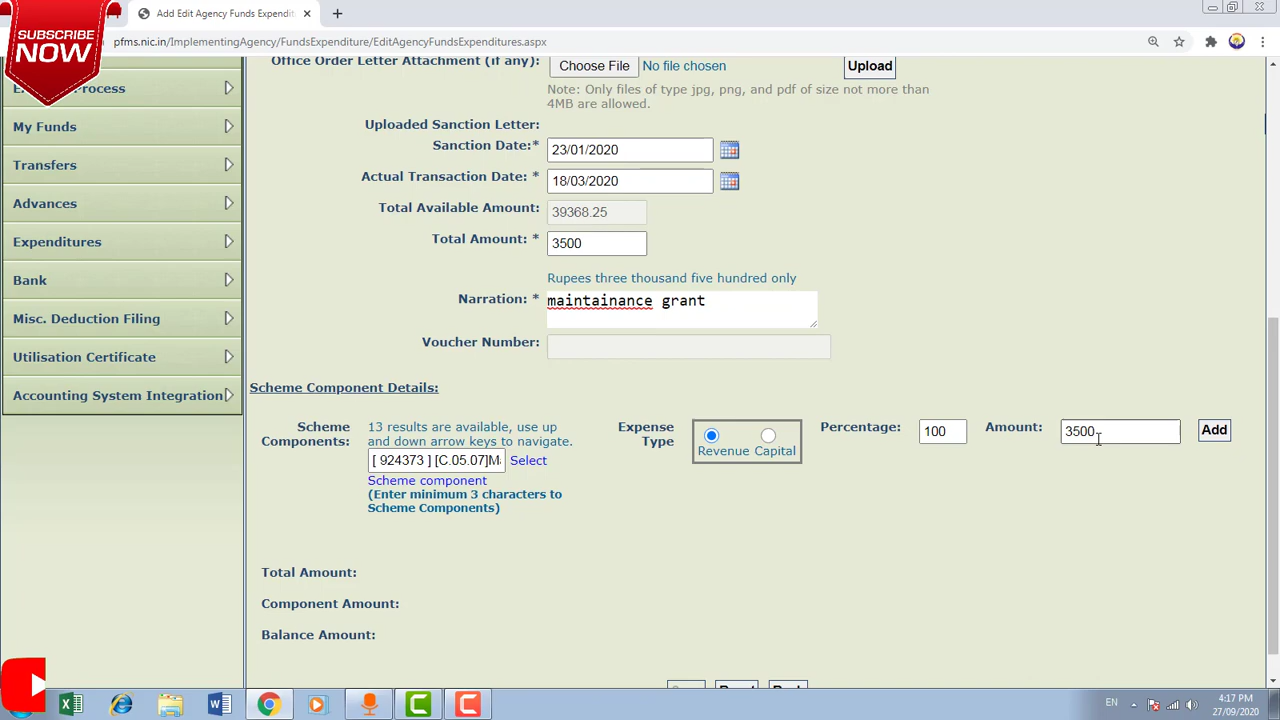 SUBSCRIBE
NOW
Add Edit Agency Funds Expendit
pfms.nic.in/ImplementingAgency/FundsExpenditure/EditAgencyFundsExpenditures.aspx
My Funds
Transfers
Advances
Expenditures
Bank
Misc. Deduction Filing
Utilisation Certificate
Accounting System Integration
Office Order Letter Attachment (if any):
Choose File No file chosen
Upload
Note: Only files of type jpg, png, and pdf of size not more than
4MB are allowed.
Uploaded Sanction Letter:
Sanction Date:* 23/01/2020
Actual Transaction Date: * 18/03/2020
Total Available Amount: 39368.25
Total Amount: * 3500
Rupees three thousand five hundred only
Narration: * maintainance grant
Voucher Number:
Scheme Component Details:
Scheme
Components:
13 results are available, use up
and down arrow keys to navigate.
[ 924373 ] [C.05.07]M Select
Scheme component
(Enter minimum 3 characters to
Scheme Components)
Expense
Type
Revenue Capital
Percentage: 100
Amount: 3500
Add
Total Amount:
Component Amount:
Balance Amount:
EN
4:17 PM
27/09/2020